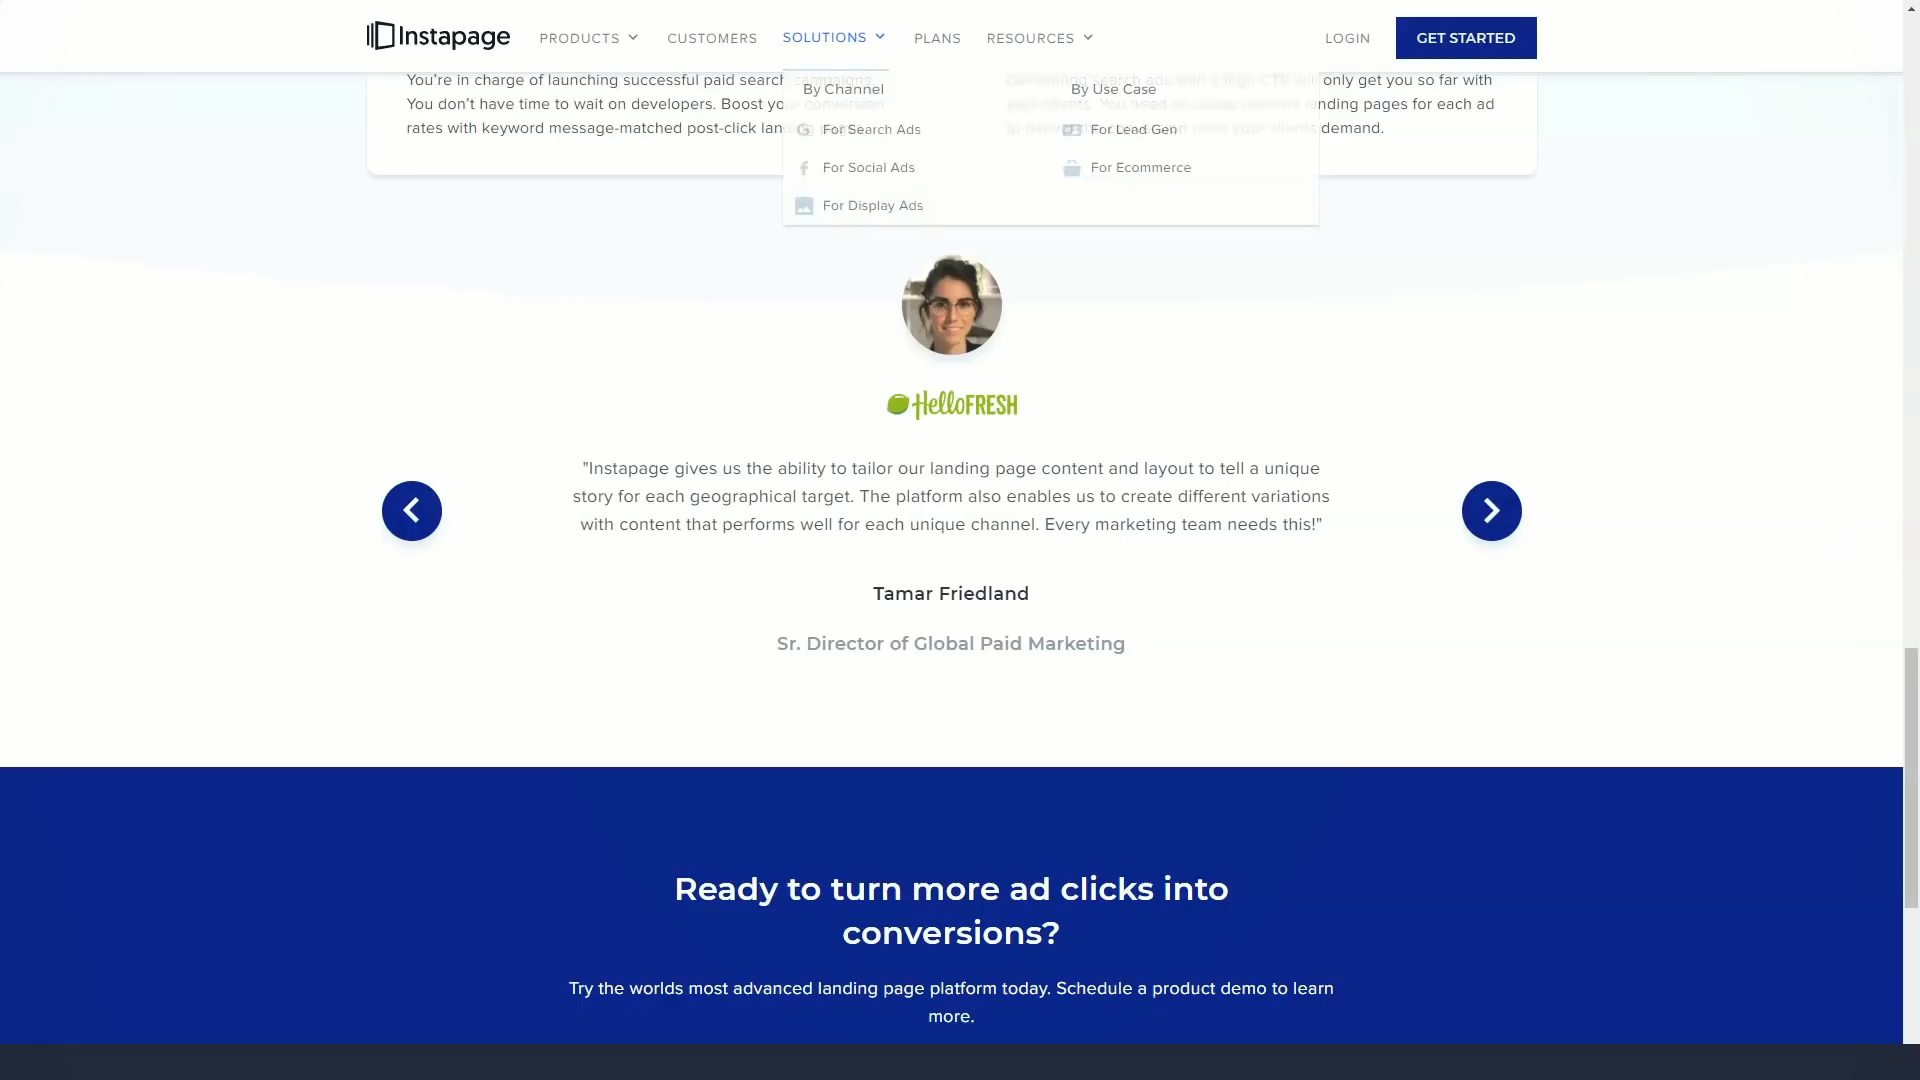 Instapage
PRODUCTS
CUSTOMERS
SOLUTIONS
PLANS
RESOURCES
LOGIN
GET STARTED
You're in charge of launching successful paid search campaigns.
You don't have time to wait on developers. Boost your conversion
rates with keyword message-matched post-click landing
only get you so far with
landing pages for each ad
demand.
By Channel
For Search Ads
For Social Ads
For Display Ads
By Use Case
For Lead Gen
For Ecommerce
HelloFRESH
"Instapage gives us the ability to tailor our landing page content and layout to tell a unique
story for each geographical target. The platform also enables us to create different variations
with content that performs well for each unique channel. Every marketing team needs this!"
Tamar Friedland
Sr. Director of Global Paid Marketing
Ready to turn more ad clicks into
conversions?
Try the worlds most advanced landing page platform today. Schedule a product demo to learn
more.